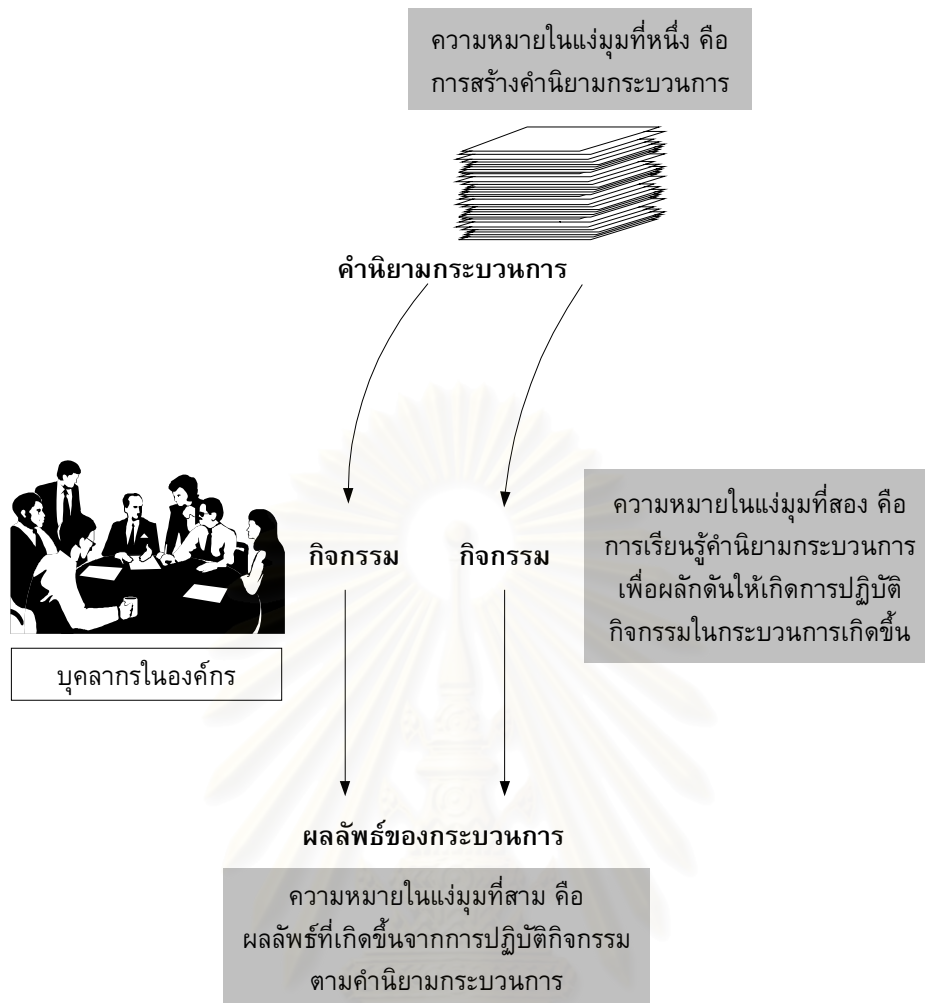 ความหมายในแง่มุมที่หนึ่ง คือ
การสร้างคำนิยามกระบวนการ
คำนิยามกระบวนการ
กิจกรรม กิจกรรม
ความหมายในแง่มุมที่สอง คือ
การเรียนรู้คำนิยามกระบวนการ
เพื่อผลักดันให้เกิดการปฏิบัติ
กิจกรรมในกระบวนการเกิดขึ้น
บุคลากรในองค์กร
ผลลัพธ์ของกระบวนการ
ความหมายในแง่มุมที่สาม คือ
ผลลัพธ์ที่เกิดขึ้นจากการปฏิบัติกิจกรรม
ตามคำนิยามกระบวนการ